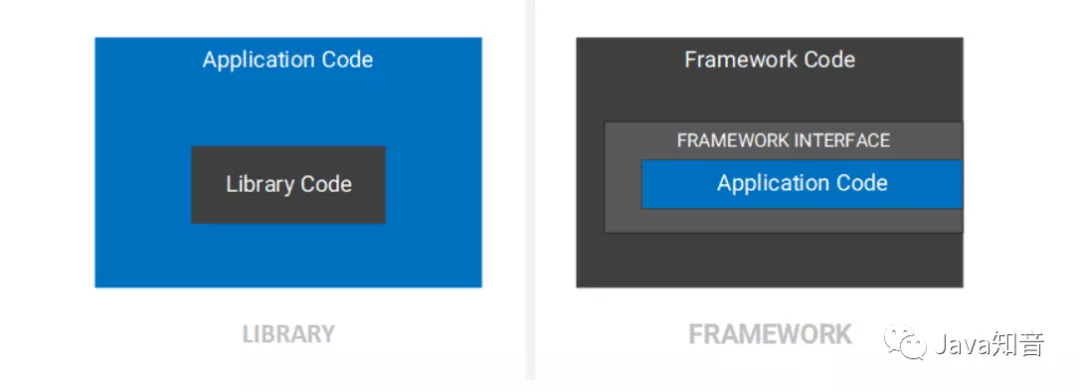 Application Code
Library Code
LIBRARY
Framework Code
FRAMEWORK INTERFACE
Application Code
FRAMEWORK
Java知音